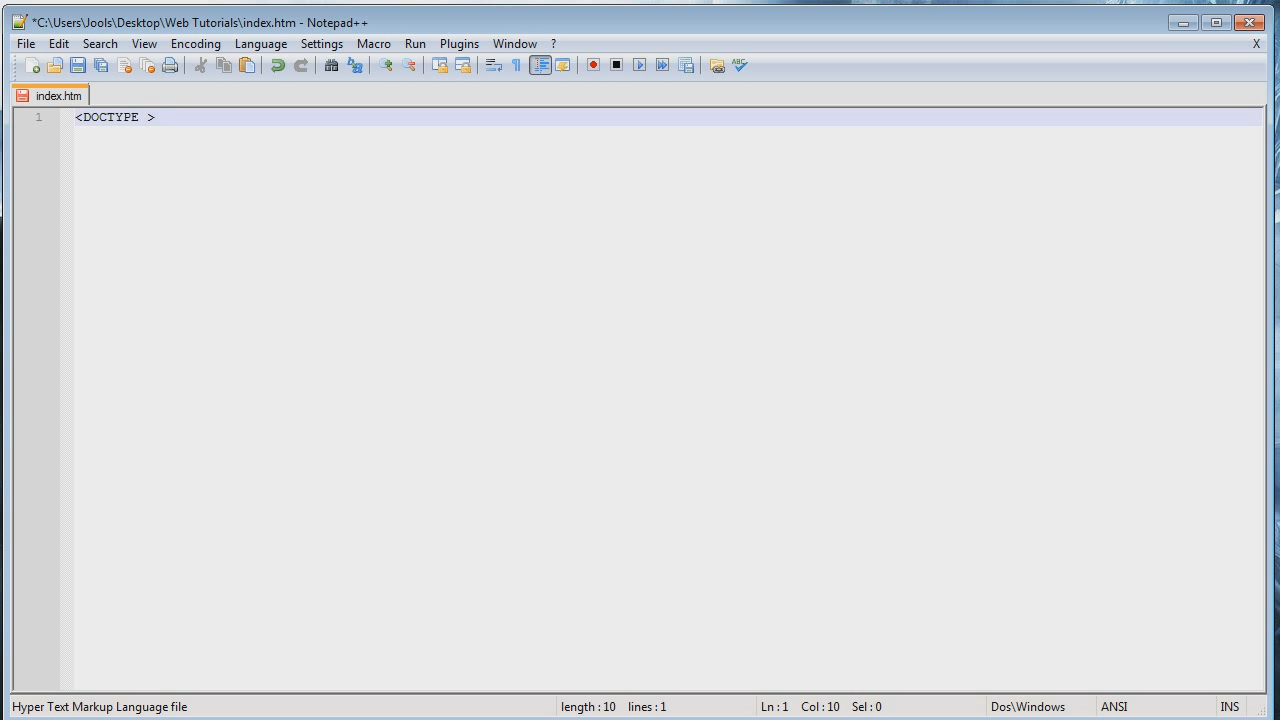 *C:\Users\Jools\Desktop\Web Tutorials\index.htm - Notepad++
File Edit Search View Encoding Language Settings Macro Run Plugins Window ? X
ABC
index.htm
1 <DOCTYPE >
Hyper Text Markup Language file length : 10 lines : 1 Ln : 1 Col : 10 Sel : 0 Dos\Windows ANSI INS